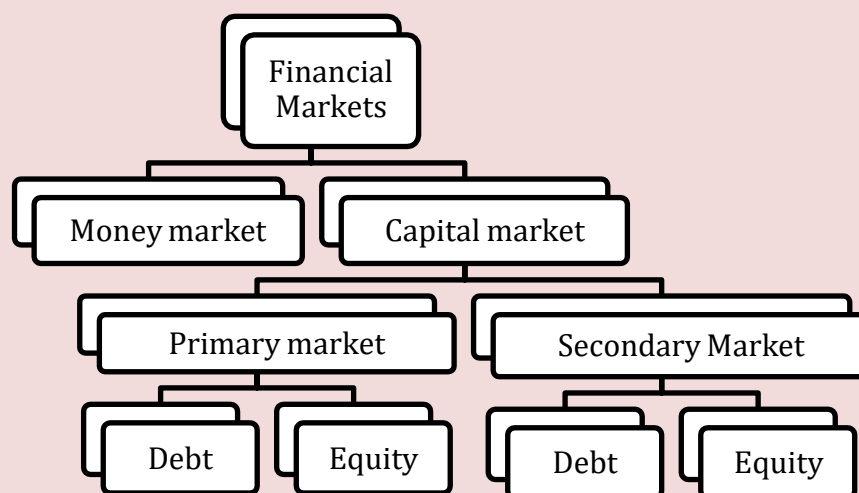 Financial
Markets
Money market
Capital market
Primary market
Secondary Market
Debt
Equity
Debt
Equity